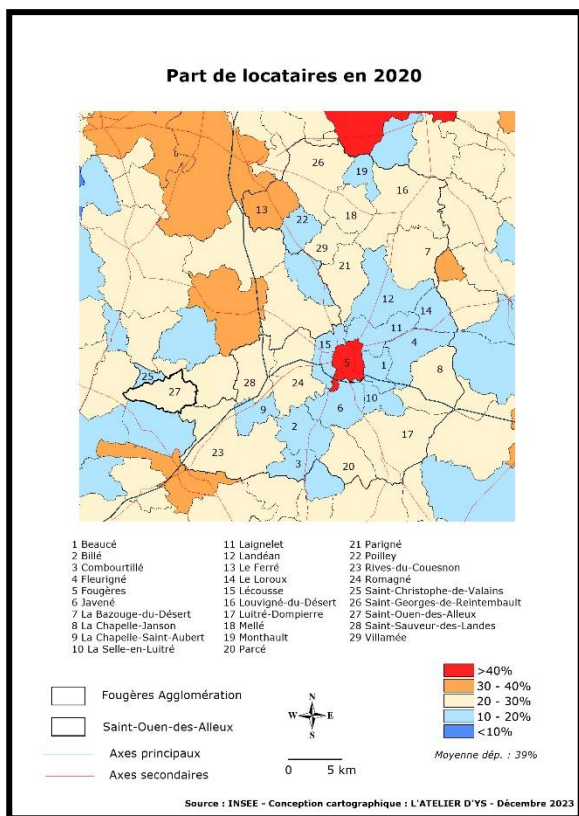 Part de locataires en 2020
26
19
16
13
22
18
29
21
7
12
14
11
4
15
5
1
8
25
27
28
24
9
6
10
2
17
23
3
20
1 Beaucé
2 Billé
3 Combourtillé
4 Fleurigné
5 Fougères
6 Javené
7 La Bazouge-du-Désert
8 La Chapelle-Janson
9 La Chapelle-Saint-Aubert
10 La Selle-en-Luitré
11 Laignelet
12 Landéan
13 Le Ferré
14 Le Loroux
15 Lécousse
16 Louvigné-du-Désert
17 Luitré-Dompierre
18 Mellé
19 Monthault
20 Parcé
21 Parigné
22 Poilley
23 Rives-du-Couesnon
24 Romagné
25 Saint-Christophe-de-Valains
26 Saint-Georges-de-Reintembault
27 Saint-Ouen-des-Alleux
28 Saint-Sauveur-des-Landes
29 Villamée
Fougères Agglomération
Saint-Ouen-des-Alleux
Axes principaux
Axes secondaires
N
W E
S
0 5 km
>40%
30 - 40%
20 - 30%
10 - 20%
<10%
Moyenne dép. : 39%
Source : INSEE - Conception cartographique : L'ATELIER D'YS - Décembre 2023